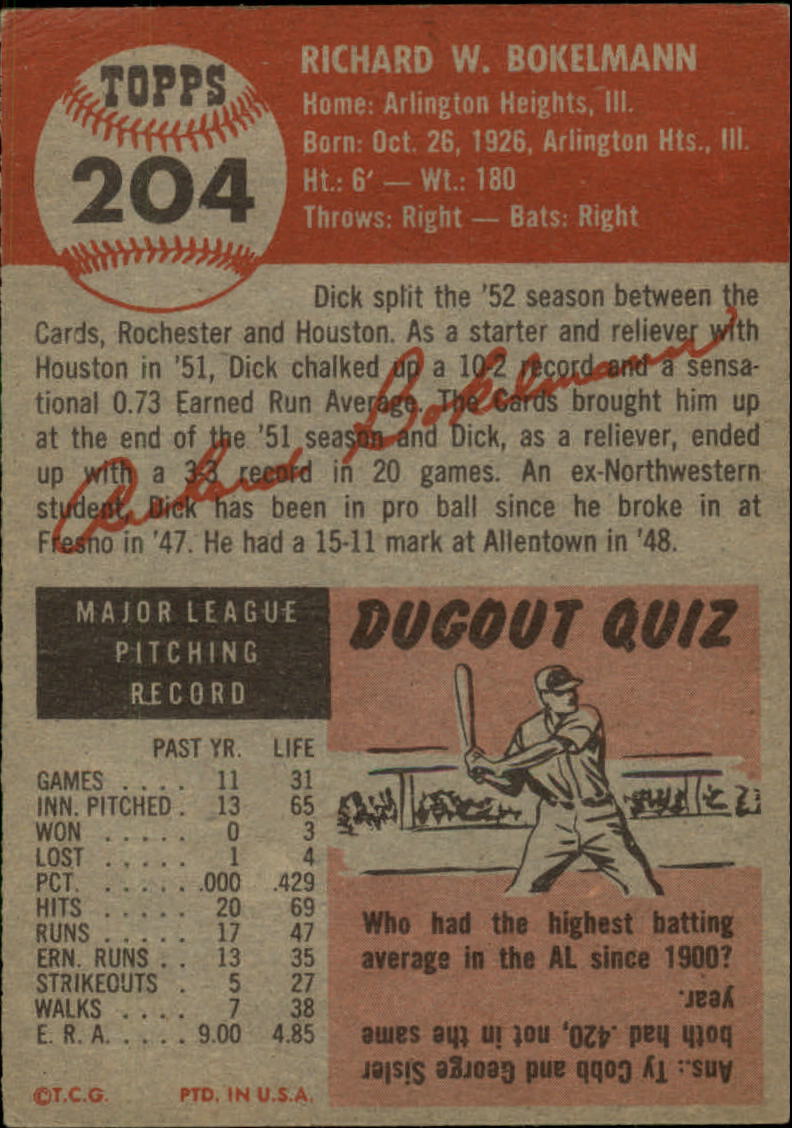 TOPPS
204
RICHARD W. BOKELMANN
Home: Arlington Heights, Ill.
Born: Oct. 26, 1926, Arlington Hts., Ill.
Ht.: 6' — Wt.: 180
Throws: Right — Bats: Right
Dick split the '52 season between the
Cards, Rochester and Houston. As a starter and reliever with
Houston in '51, Dick chalked up a 10-2 record and a sensa-
tional 0.73 Earned Run Average. The Cards brought him up
at the end of the '51 season and Dick, as a reliever, ended
up with a 3-3 record in 20 games. An ex-Northwestern
student, Dick has been in pro ball since he broke in at
Fresno in '47. He had a 15-11 mark at Allentown in '48.
Richard Bokelmann
MAJOR LEAGUE
PITCHING
RECORD
PAST YR. LIFE
GAMES . . . . 11 31
INN. PITCHED . 13 65
WON . . . . . 0 3
LOST . . . . . 1 4
PCT. . . . . . .000 .429
HITS . . . . . 20 69
RUNS . . . . . 17 47
ERN. RUNS . . 13 35
STRIKEOUTS . 5 27
WALKS . . . . 7 38
E. R. A. . . . . 9.00 4.85
©T.C.G. PTD. IN U.S.A.
DUGOUT QUIZ
Who had the highest batting
average in the AL since 1900?
Ans.: Ty Cobb and George Sisler
both had .420, not in the same
year.